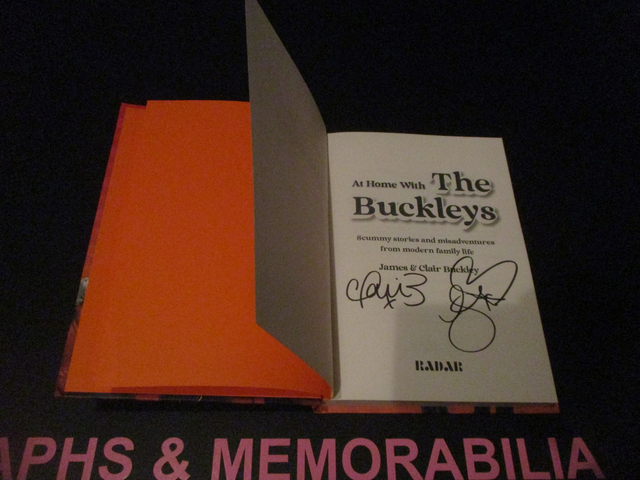 At Home With The
Buckleys
Scummy stories and misadventures
from modern family life
James & Clair Buckley
Clair B
RADAR
APHS & MEMORABILIA